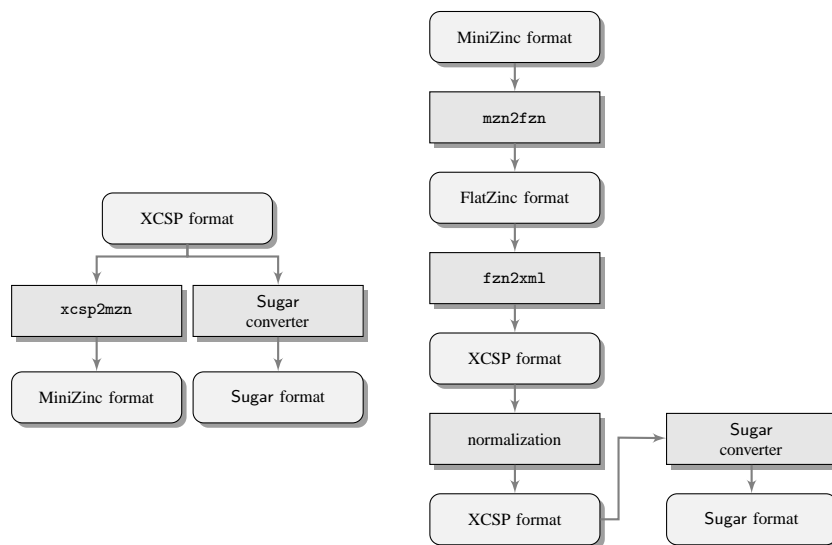 XCSP format
xcsp2mzn
Sugar
converter
MiniZinc format
Sugar format
MiniZinc format
mzn2fzn
FlatZinc format
fzn2xml
XCSP format
normalization
XCSP format
Sugar
converter
Sugar format